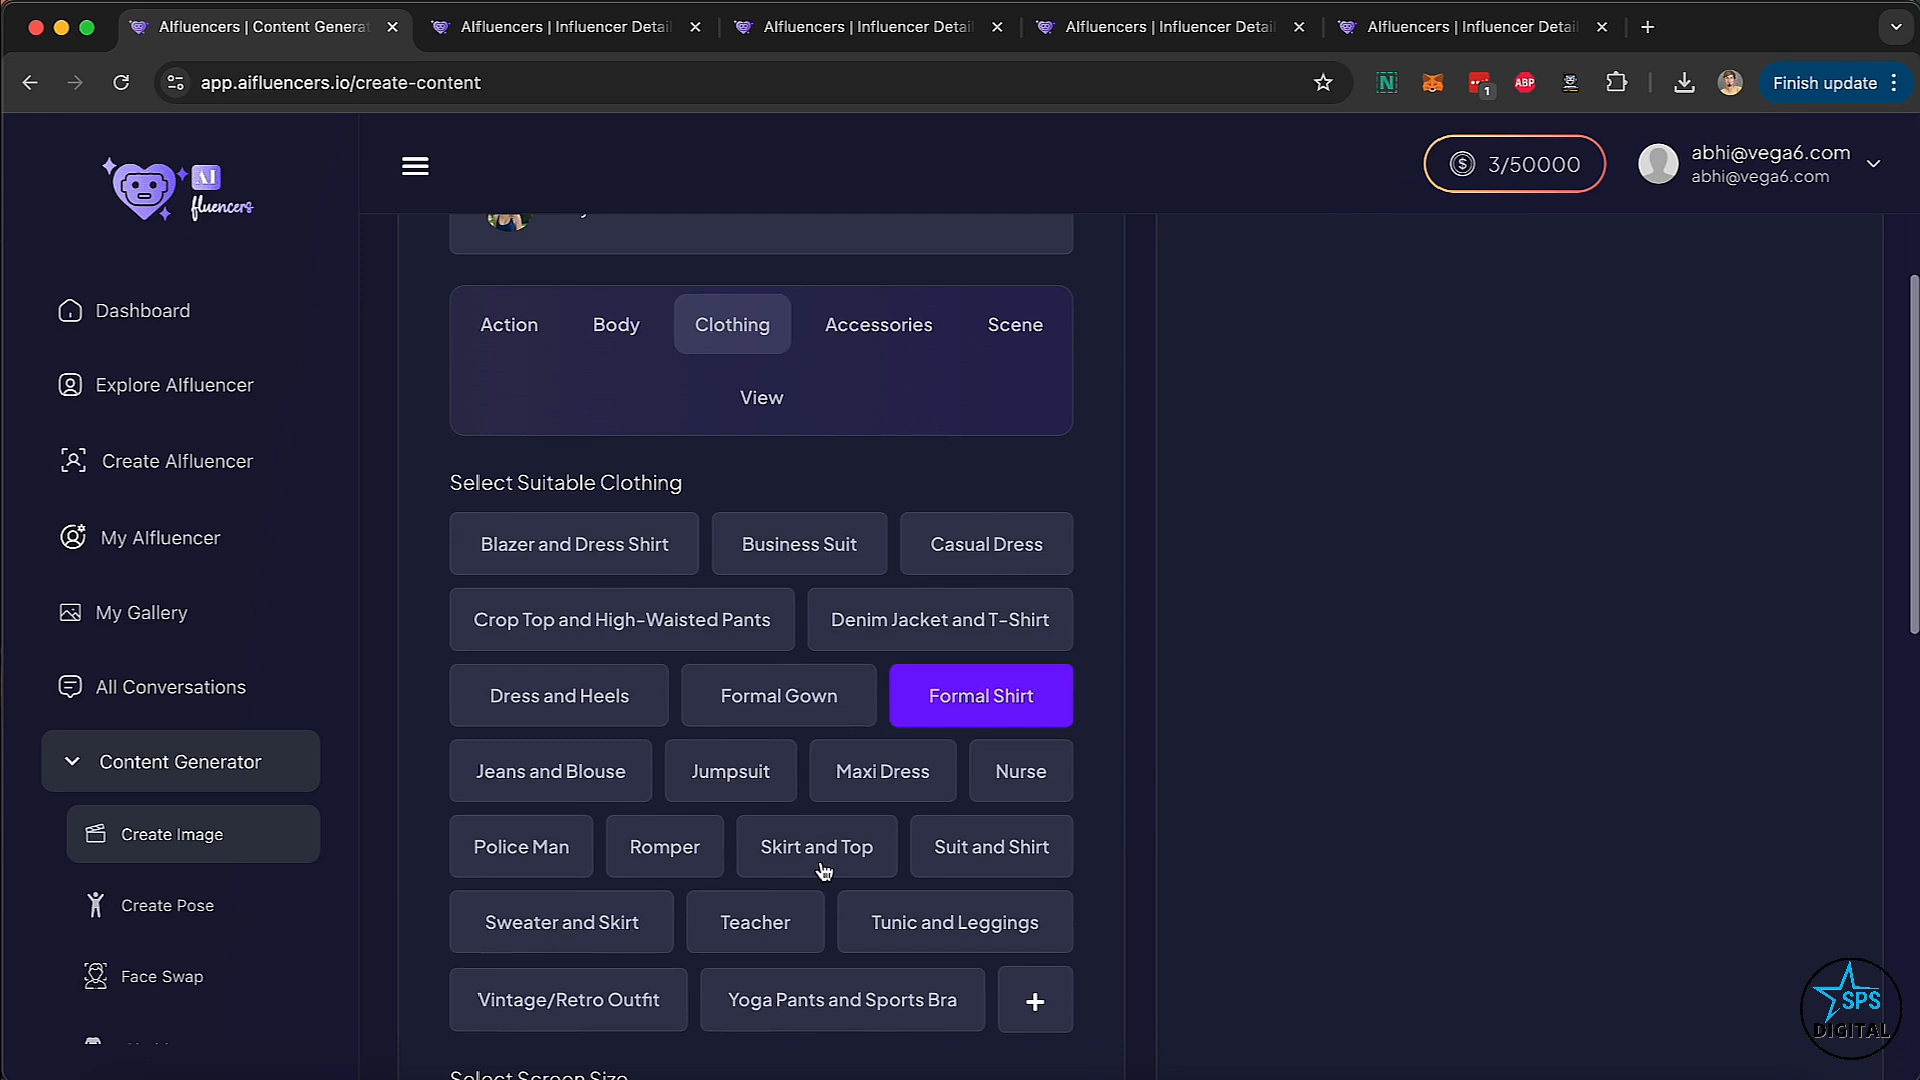 AIfluencers | Content Generat
AIfluencers | Influencer Detail
AIfluencers | Influencer Detail
AIfluencers | Influencer Detail
AIfluencers | Influencer Detail
app.aifluencers.io/create-content
N
1
ABP
Finish update
AI
fluencers
3/50000
abhi@vega6.com
abhi@vega6.com
Dashboard
Explore AIfluencer
Create AIfluencer
My AIfluencer
My Gallery
All Conversations
Content Generator
Create Image
Create Pose
Face Swap
Action
Body
Clothing
Accessories
Scene
View
Select Suitable Clothing
Blazer and Dress Shirt
Business Suit
Casual Dress
Crop Top and High-Waisted Pants
Denim Jacket and T-Shirt
Dress and Heels
Formal Gown
Formal Shirt
Jeans and Blouse
Jumpsuit
Maxi Dress
Nurse
Police Man
Romper
Skirt and Top
Suit and Shirt
Sweater and Skirt
Teacher
Tunic and Leggings
Vintage/Retro Outfit
Yoga Pants and Sports Bra
+
Select Screen Size
SPS
DIGITAL